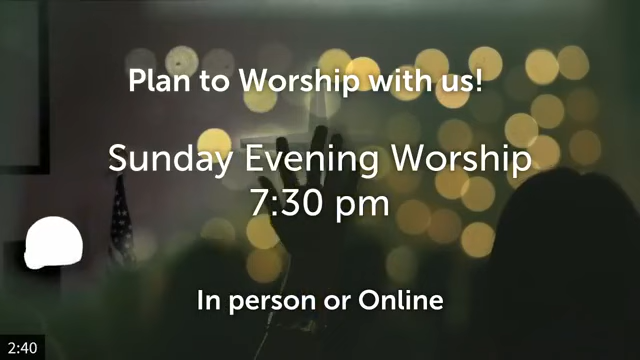 Plan to Worship with us!
Sunday Evening Worship
7:30 pm
In person or Online
2:40